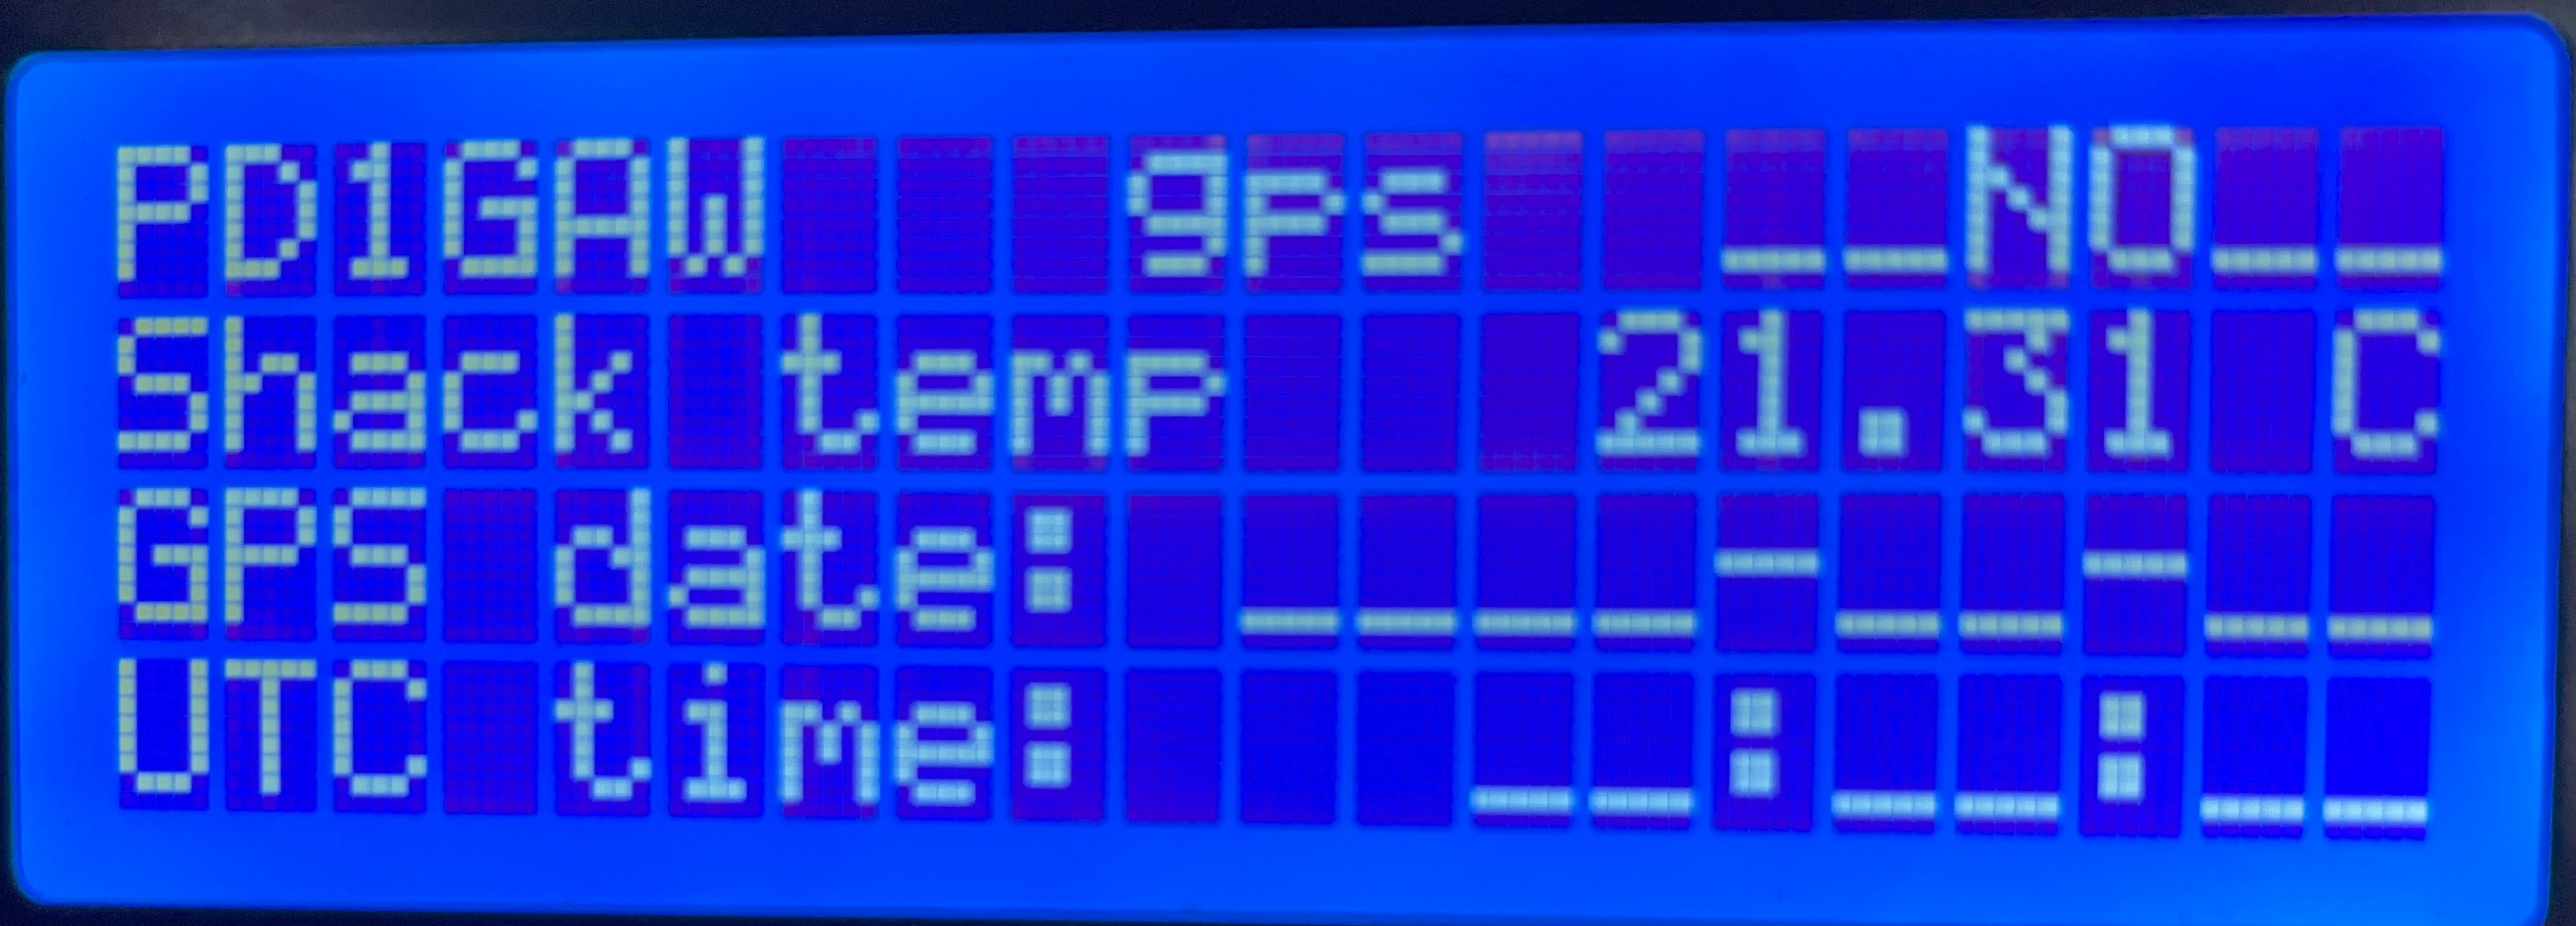 PD1GAW   gps  __NO__
Shack temp   21.31 C
GPS date: ____-__-__
UTC time:   __:__:__